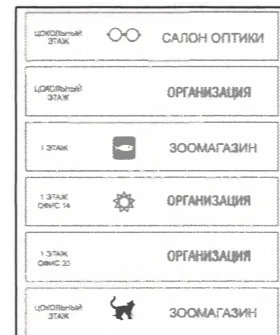 ЦОКОЛЬНЫЙ
ЭТАЖ
САЛОН ОПТИКИ
ЦОКОЛЬНЫЙ
ЭТАЖ
ОРГАНИЗАЦИЯ
1 ЭТАЖ
ЗООМАГАЗИН
1 ЭТАЖ
ОФИС 14
ОРГАНИЗАЦИЯ
1 ЭТАЖ
ОФИС
ОРГАНИЗАЦИЯ
ЦОКОЛЬНЫЙ
ЭТАЖ
ЗООМАГАЗИН